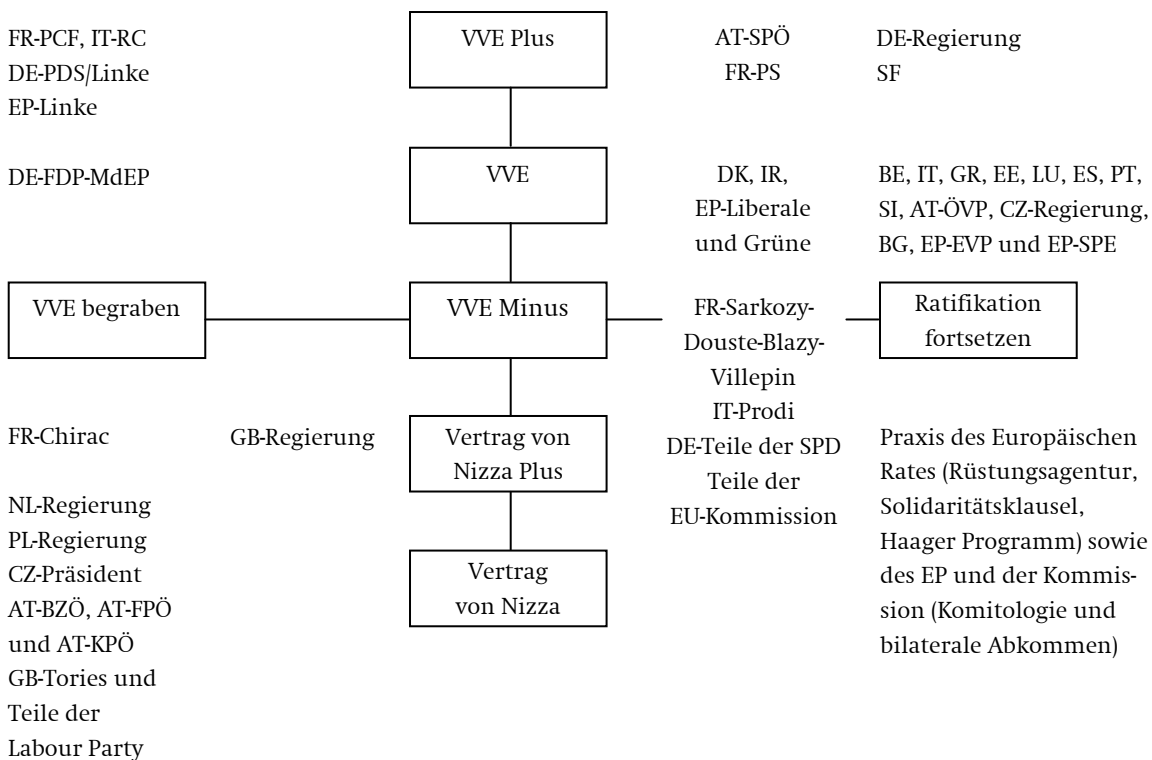 FR-PCF, IT-RC
DE-PDS/Linke
EP-Linke
VVE Plus
AT-SPÖ
FR-PS
DE-Regierung
SF
DE-FDP-MdEP
VVE
DK, IR,
EP-Liberale
und Grüne
BE, IT, GR, EE, LU, ES, PT,
SI, AT-ÖVP, CZ-Regierung,
BG, EP-EVP und EP-SPE
VVE begraben
VVE Minus
FR-Sarkozy-
Douste-Blazy-
Villepin
IT-Prodi
DE-Teile der SPD
Teile der
EU-Kommission
Ratifikation
fortsetzen
FR-Chirac
GB-Regierung
Vertrag von
Nizza Plus
Praxis des Europäischen
Rates (Rüstungsagentur,
Solidaritätsklausel,
Haager Programm) sowie
des EP und der Kommis-
sion (Komitologie und
bilaterale Abkommen)
NL-Regierung
PL-Regierung
CZ-Präsident
AT-BZÖ, AT-FPÖ
und AT-KPÖ
GB-Tories und
Teile der
Labour Party
Vertrag
von Nizza